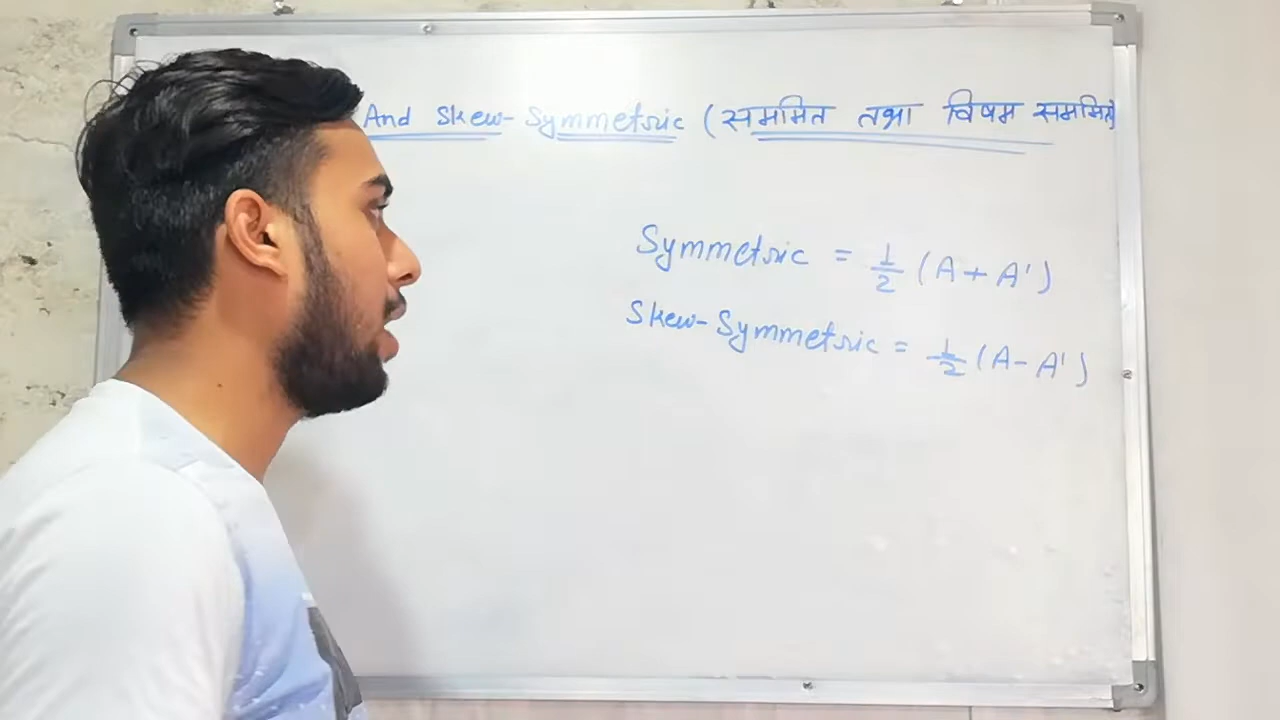 And Skew-Symmetric (सममित तथा विषम सममित)
Symmetric = 1/2 (A + A')
Skew-Symmetric = 1/2 (A - A')